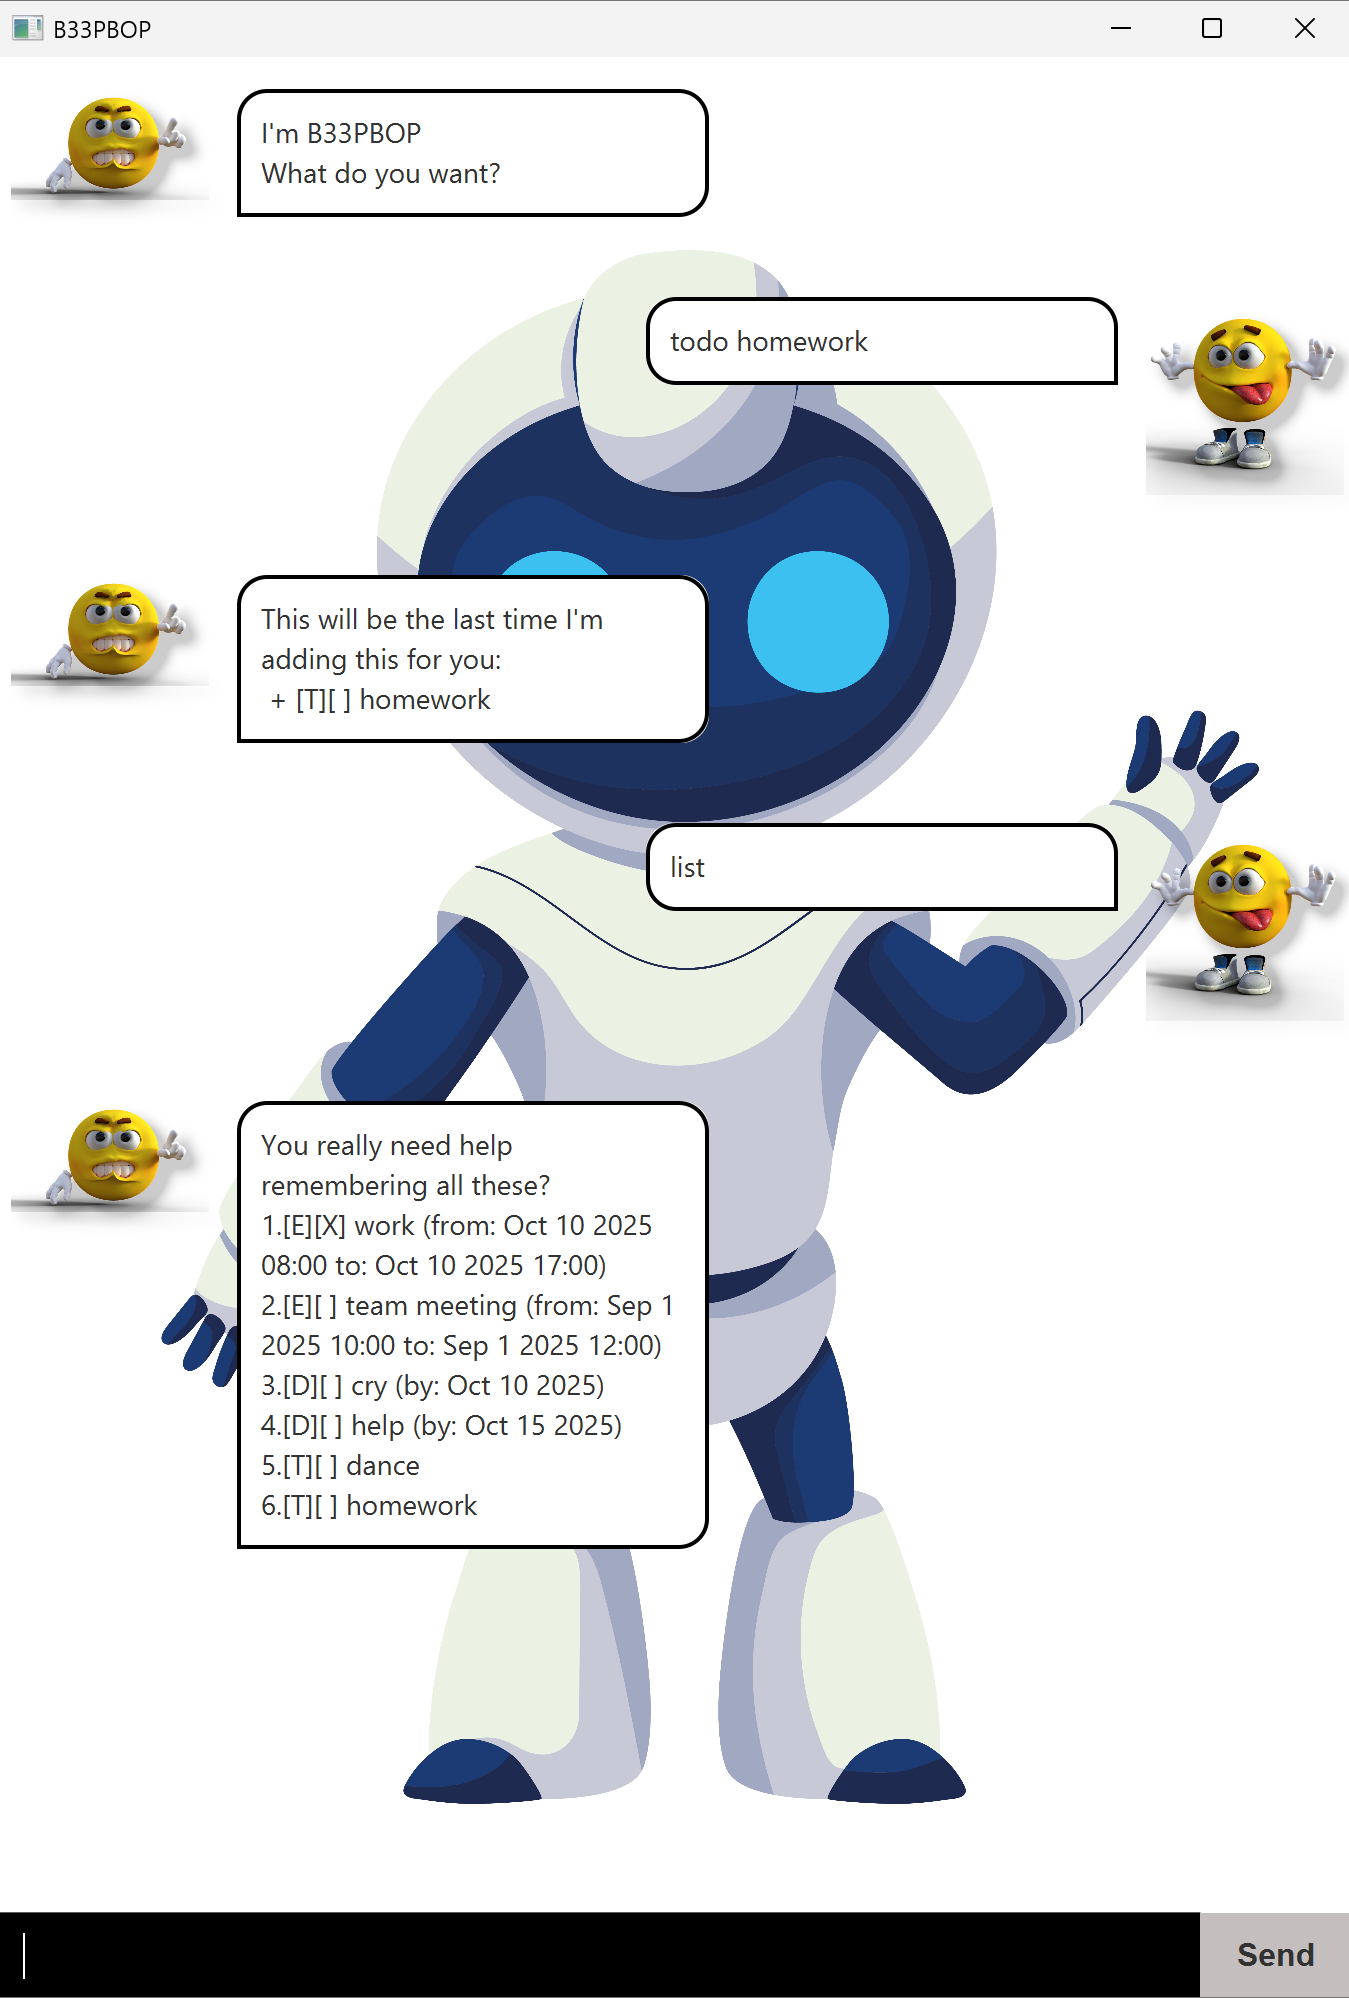 B33PBOP
I'm B33PBOP
What do you want?
todo homework
This will be the last time I'm
adding this for you:
+ [T][ ] homework
list
You really need help
remembering all these?
1.[E][X] work (from: Oct 10 2025
08:00 to: Oct 10 2025 17:00)
2.[E][ ] team meeting (from: Sep 1
2025 10:00 to: Sep 1 2025 12:00)
3.[D][ ] cry (by: Oct 10 2025)
4.[D][ ] help (by: Oct 15 2025)
5.[T][ ] dance
6.[T][ ] homework
Send